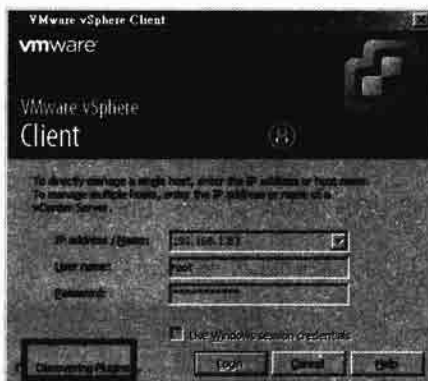 VMware vSphere Client
vmware
VMware vSphere
Client
To directly manage a single host, enter the IP address or host name.
To manage multiple hosts, enter the IP address or name of a
vCenter Server.
IP address / Name:
User name: root
Password: ************
Use Windows session credentials
Discovering Plugins
Login Cancel Help